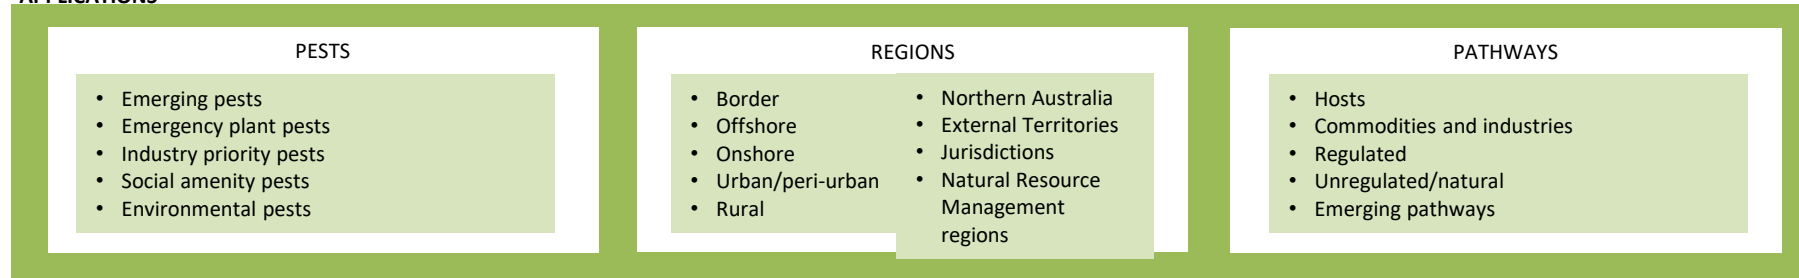 APPLICATIONS
PESTS
• Emerging pests
• Emergency plant pests
• Industry priority pests
• Social amenity pests
• Environmental pests
REGIONS
• Border
• Offshore
• Onshore
• Urban/peri-urban
• Rural
• Northern Australia
• External Territories
• Jurisdictions
• Natural Resource
Management
regions
PATHWAYS
• Hosts
• Commodities and industries
• Regulated
• Unregulated/natural
• Emerging pathways